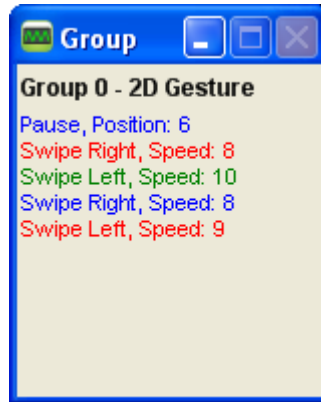 Group
Group 0 - 2D Gesture
Pause, Position: 6
Swipe Right, Speed: 8
Swipe Left, Speed: 10
Swipe Right, Speed: 8
Swipe Left, Speed: 9